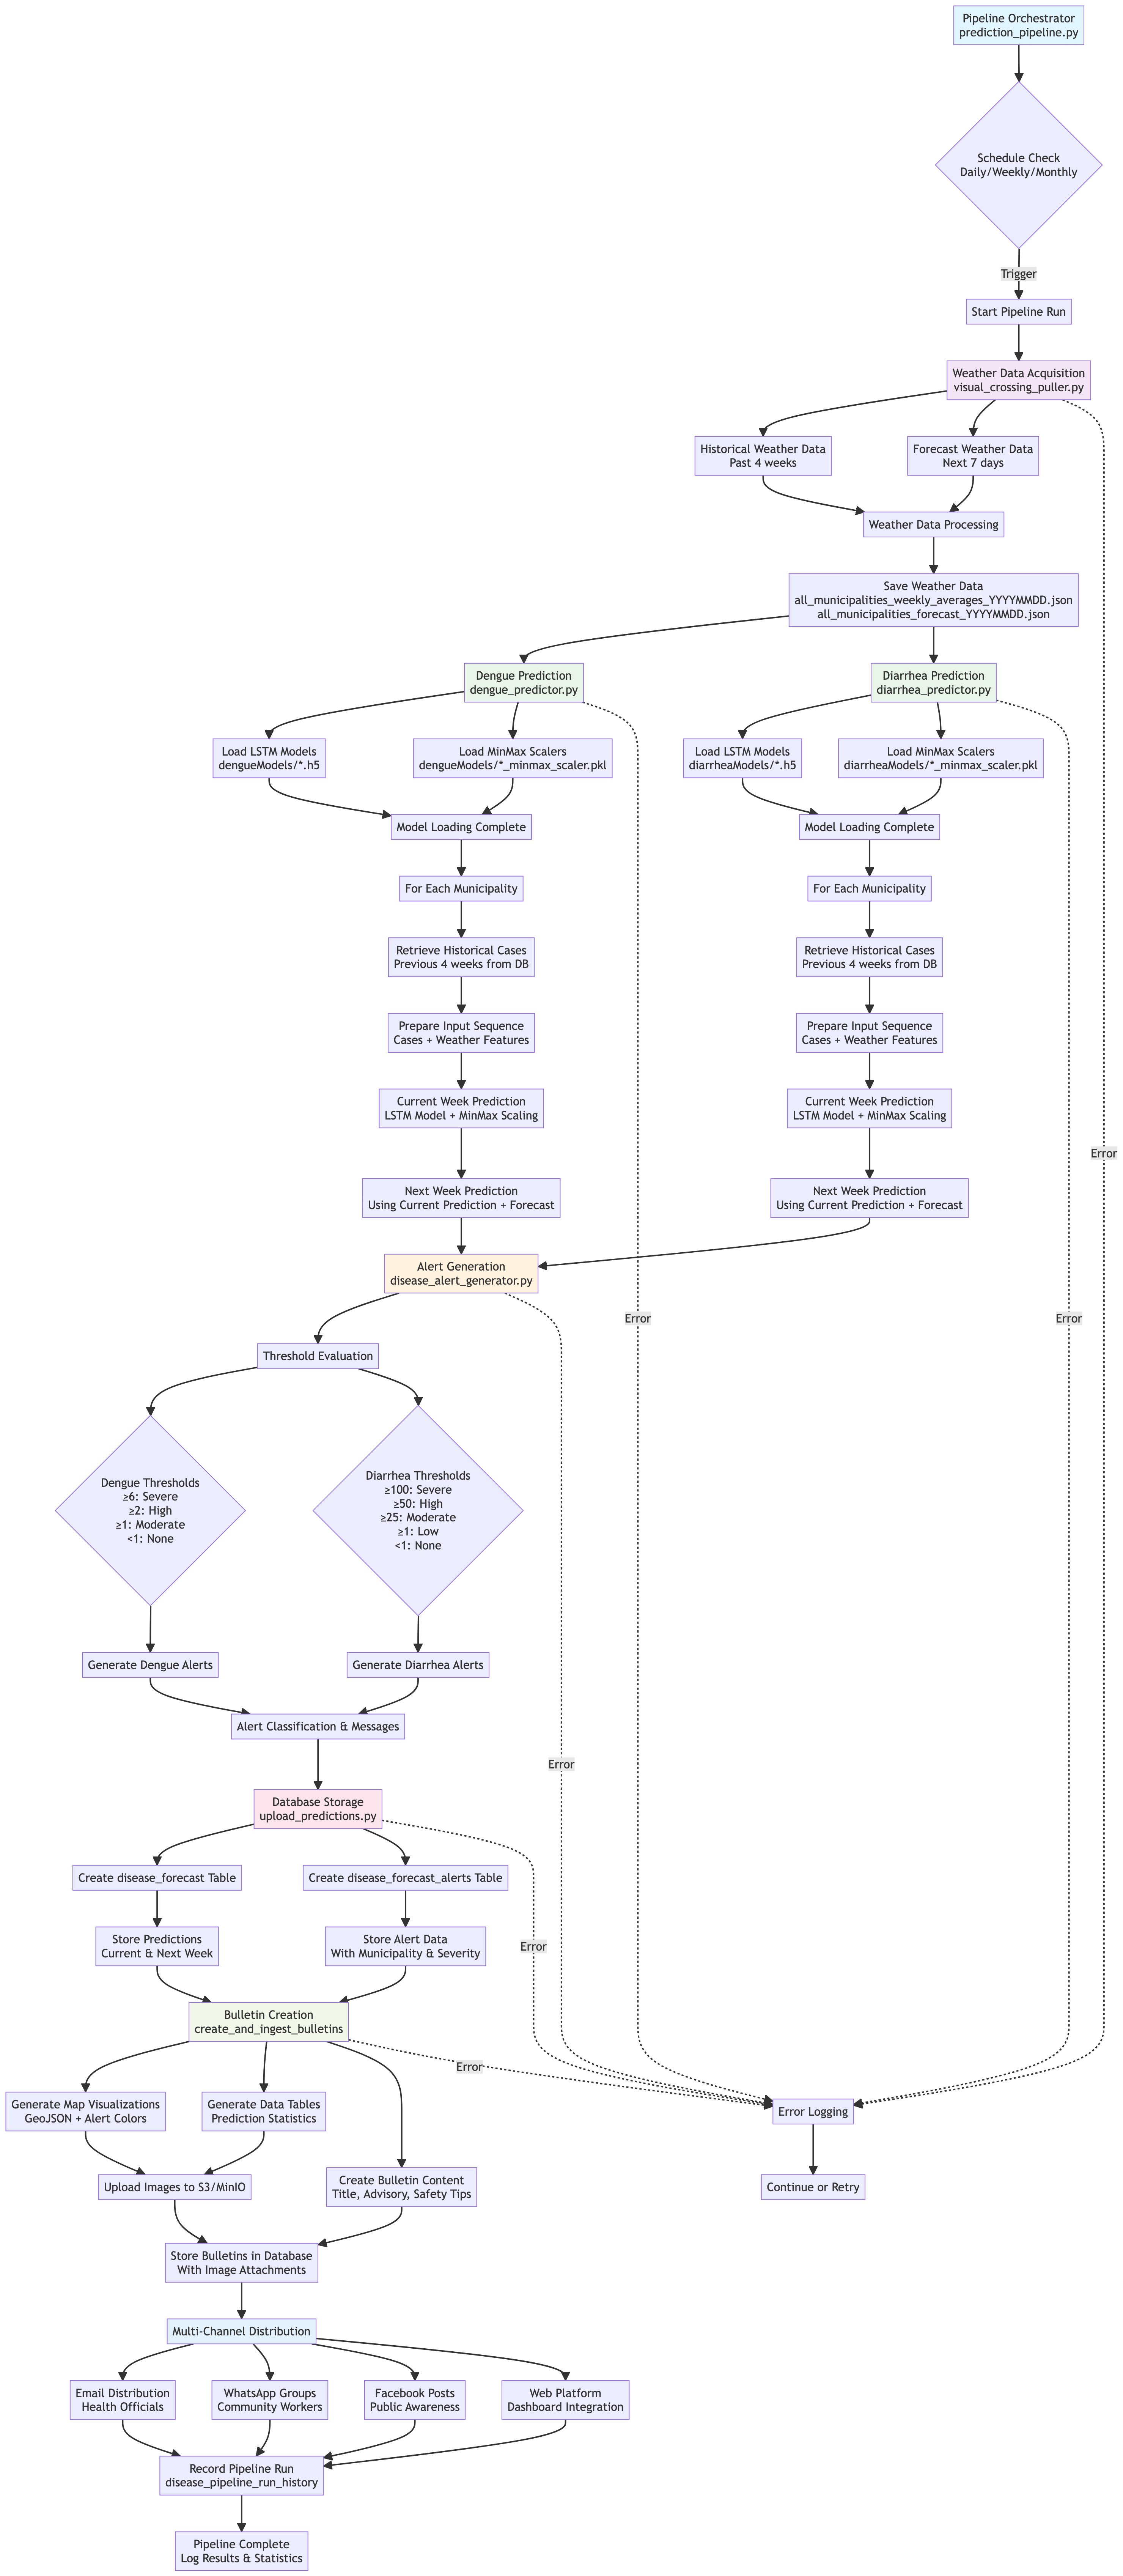 Pipeline Orchestrator
prediction_pipeline.py
Schedule Check
Daily/Weekly/Monthly
Trigger
Start Pipeline Run
Weather Data Acquisition
visual_crossing_puller.py
Historical Weather Data
Past 4 weeks
Forecast Weather Data
Next 7 days
Weather Data Processing
Save Weather Data
all_municipalities_weekly_averages_YYYYMMDD.json
all_municipalities_forecast_YYYYMMDD.json
Dengue Prediction
dengue_predictor.py
Diarrhea Prediction
diarrhea_predictor.py
Load LSTM Models
dengueModels/*.h5
Load MinMax Scalers
dengueModels/*_minmax_scaler.pkl
Load LSTM Models
diarrheaModels/*.h5
Load MinMax Scalers
diarrheaModels/*_minmax_scaler.pkl
Model Loading Complete
Model Loading Complete
For Each Municipality
For Each Municipality
Retrieve Historical Cases
Previous 4 weeks from DB
Retrieve Historical Cases
Previous 4 weeks from DB
Prepare Input Sequence
Cases + Weather Features
Prepare Input Sequence
Cases + Weather Features
Current Week Prediction
LSTM Model + MinMax Scaling
Current Week Prediction
LSTM Model + MinMax Scaling
Error
Next Week Prediction
Using Current Prediction + Forecast
Next Week Prediction
Using Current Prediction + Forecast
Alert Generation
disease_alert_generator.py
Error
Error
Threshold Evaluation
Dengue Thresholds
≥6: Severe
≥2: High
≥1: Moderate
<1: None
Diarrhea Thresholds
≥100: Severe
≥50: High
≥25: Moderate
≥1: Low
<1: None
Generate Dengue Alerts
Generate Diarrhea Alerts
Alert Classification & Messages
Error
Database Storage
upload_predictions.py
Create disease_forecast Table
Create disease_forecast_alerts Table
Store Predictions
Current & Next Week
Store Alert Data
With Municipality & Severity
Error
Bulletin Creation
create_and_ingest_bulletins
Error
Generate Map Visualizations
GeoJSON + Alert Colors
Generate Data Tables
Prediction Statistics
Error Logging
Upload Images to S3/MinIO
Create Bulletin Content
Title, Advisory, Safety Tips
Continue or Retry
Store Bulletins in Database
With Image Attachments
Multi-Channel Distribution
Email Distribution
Health Officials
WhatsApp Groups
Community Workers
Facebook Posts
Public Awareness
Web Platform
Dashboard Integration
Record Pipeline Run
disease_pipeline_run_history
Pipeline Complete
Log Results & Statistics